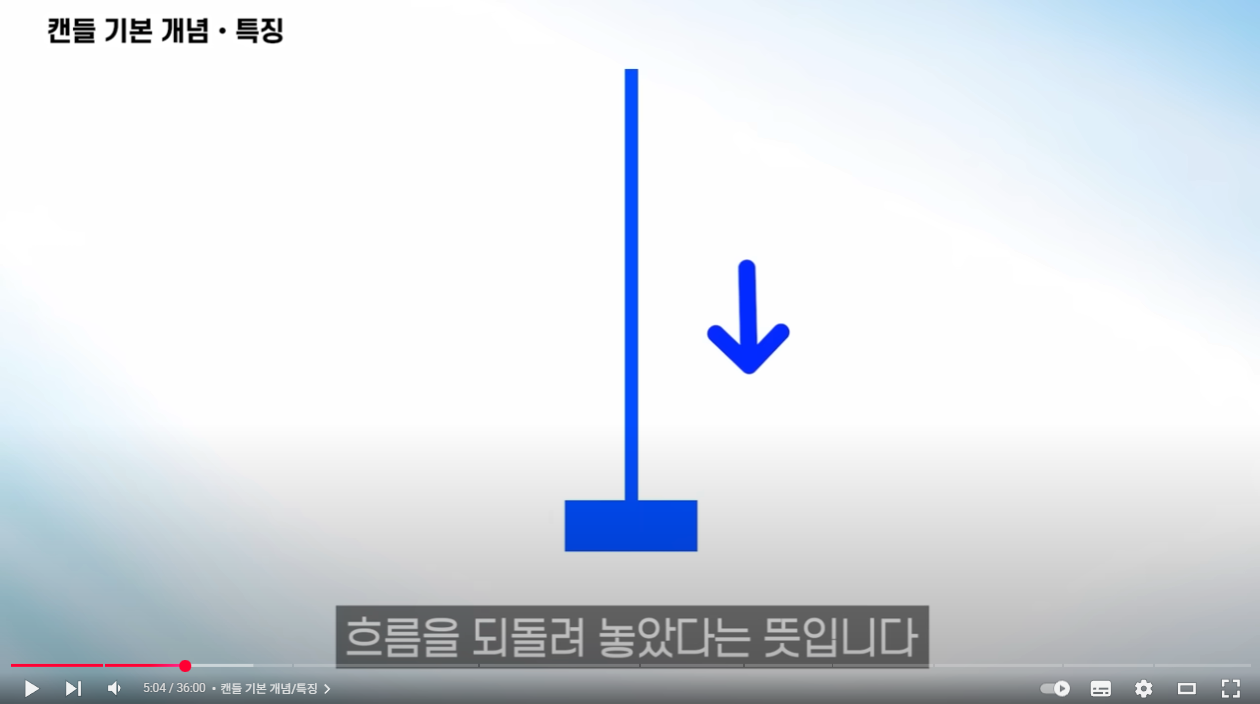 캔들 기본 개념 · 특징
흐름을 되돌려 놓았다는 뜻입니다
5:04 / 36:00 • 캔들 기본 개념/특징